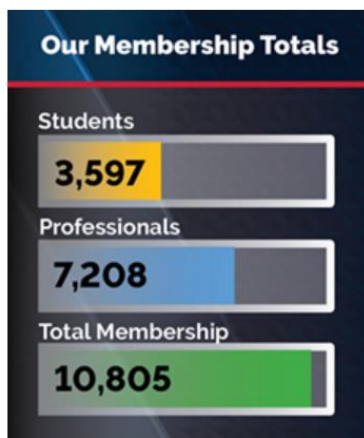 Our Membership Totals
Students
3,597
Professionals
7,208
Total Membership
10,805